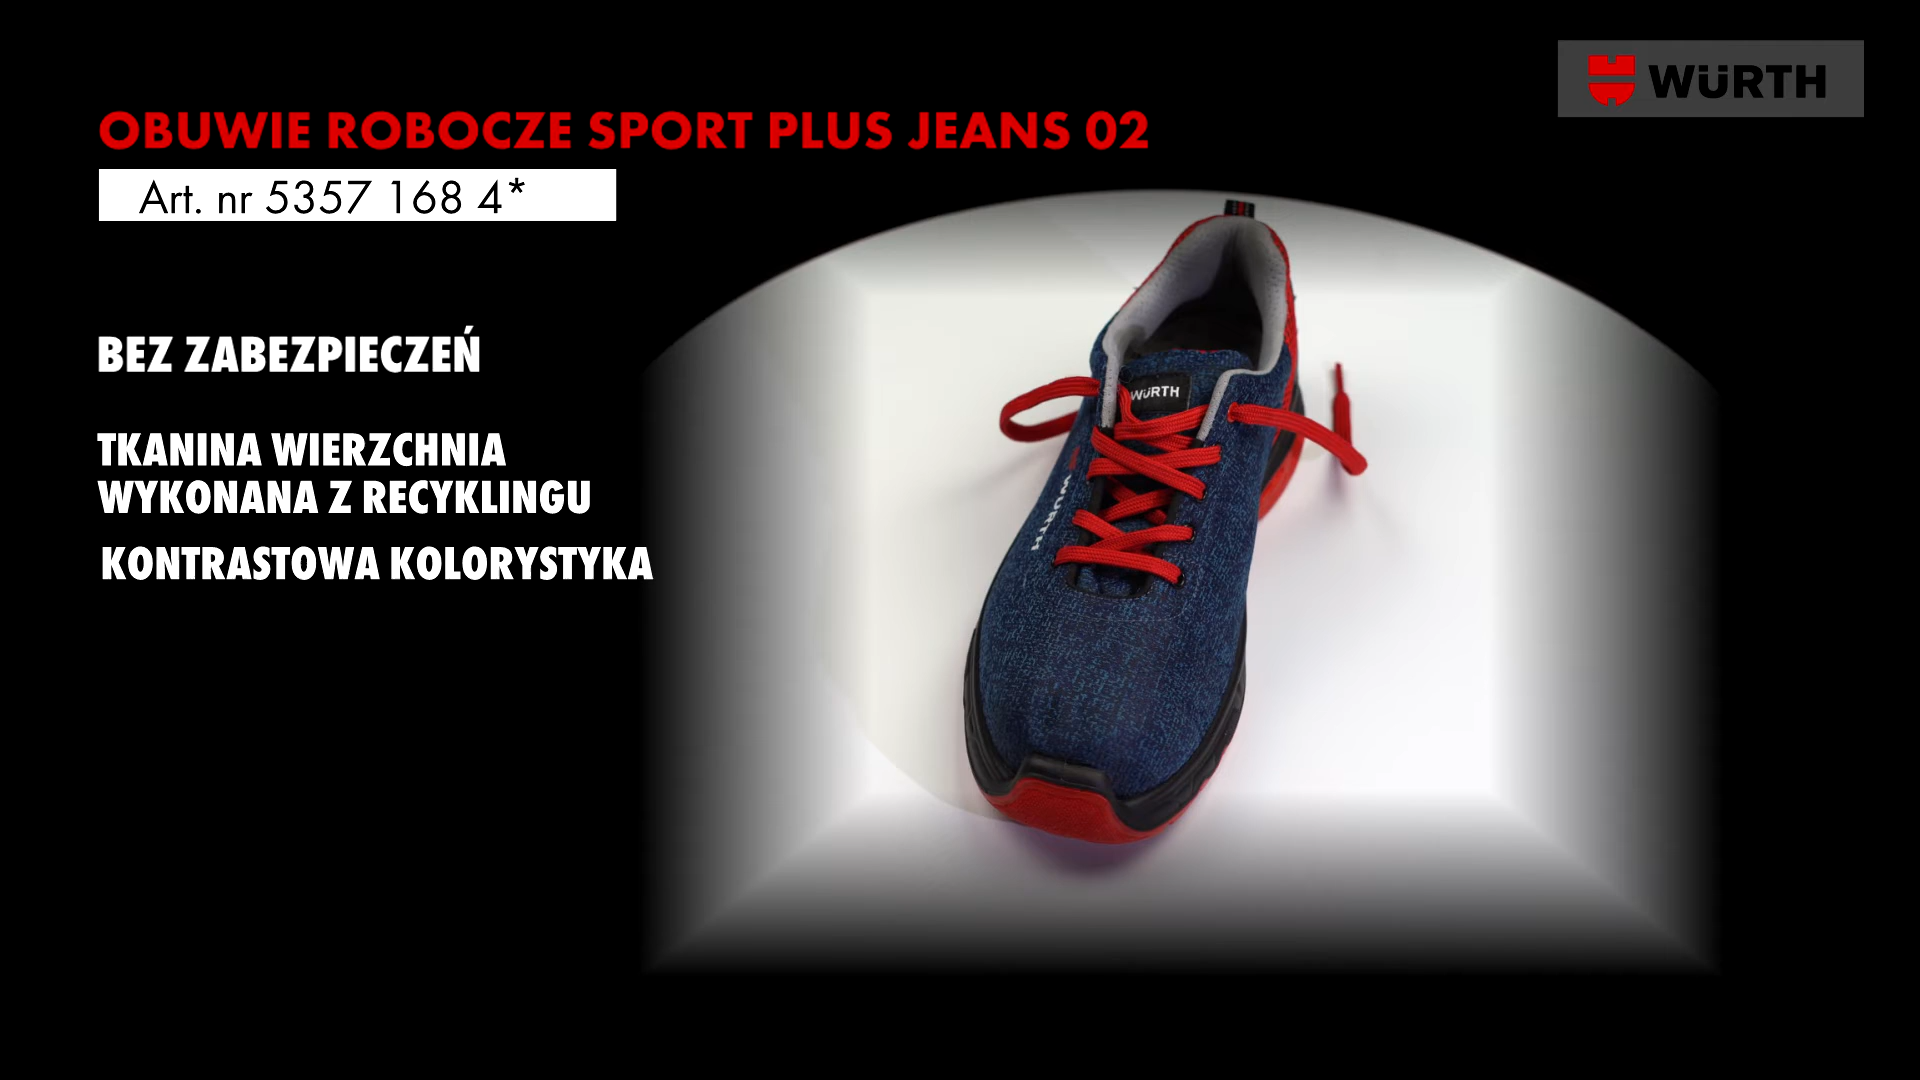 WÜRTH
OBUWIE ROBOCZE SPORT PLUS JEANS 02
Art. nr 5357 168 4*
BEZ ZABEZPIECZEŃ
TKANINA WIERZCHNIA
WYKONANA Z RECYKLINGU
KONTRASTOWA KOLORYSTYKA
WÜRTH
WÜRTH